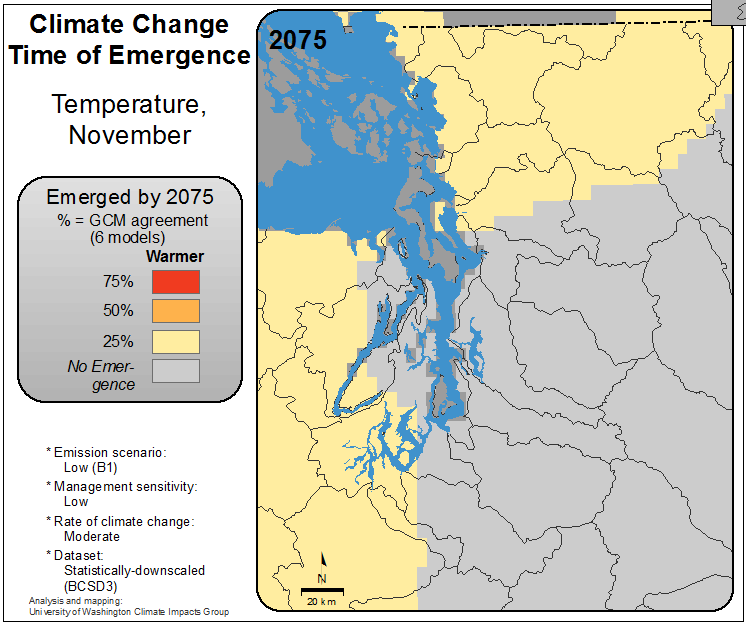 Climate Change
Time of Emergence
Temperature,
November
Emerged by 2075
% = GCM agreement
(6 models)
Warmer
75%
50%
25%
No Emer-
gence
* Emission scenario:
Low (B1)
* Management sensitivity:
Low
* Rate of climate change:
Moderate
* Dataset:
Statistically-downscaled
(BCSD3)
Analysis and mapping:
University of Washington Climate Impacts Group
2075
N
20 km